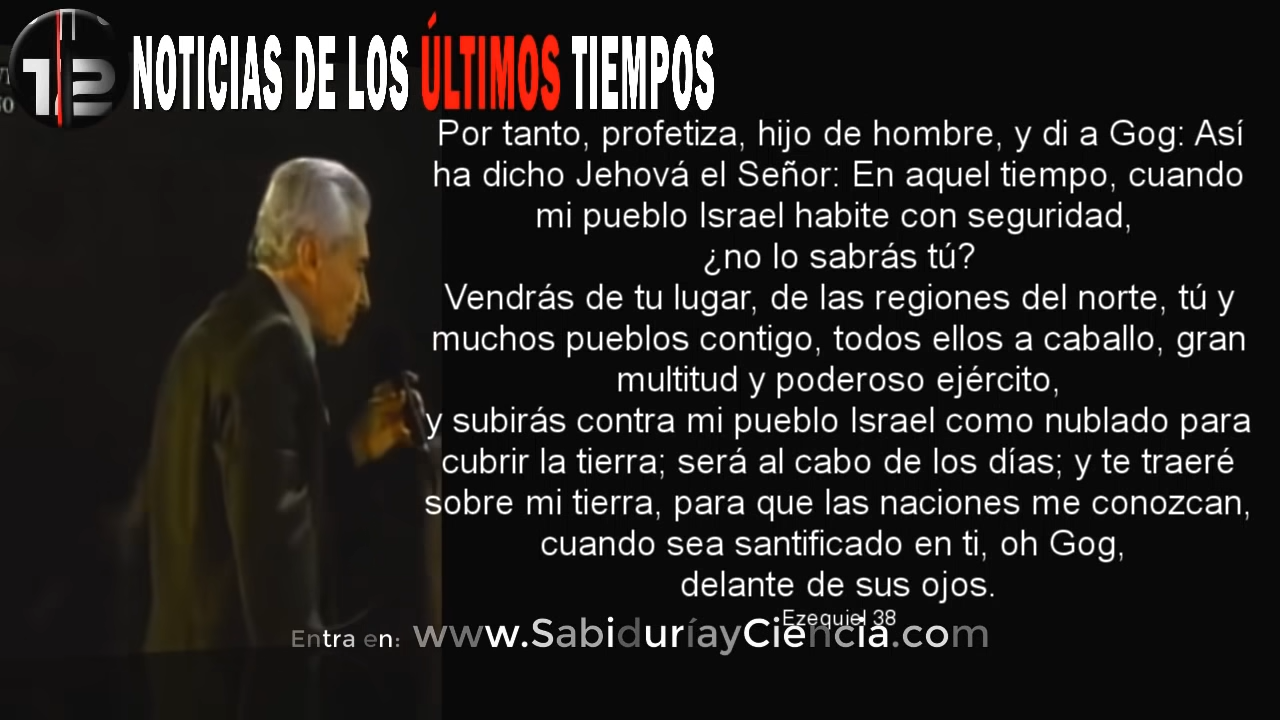 12
NOTICIAS DE LOS ÚLTIMOS TIEMPOS
Por tanto, profetiza, hijo de hombre, y di a Gog: Así
ha dicho Jehová el Señor: En aquel tiempo, cuando
mi pueblo Israel habite con seguridad,
¿no lo sabrás tú?
Vendrás de tu lugar, de las regiones del norte, tú y
muchos pueblos contigo, todos ellos a caballo, gran
multitud y poderoso ejército,
y subirás contra mi pueblo Israel como nublado para
cubrir la tierra; será al cabo de los días; y te traeré
sobre mi tierra, para que las naciones me conozcan,
cuando sea santificado en ti, oh Gog,
delante de sus ojos.
Ezequiel 38
Entra en: www.SabiduríayCiencia.com